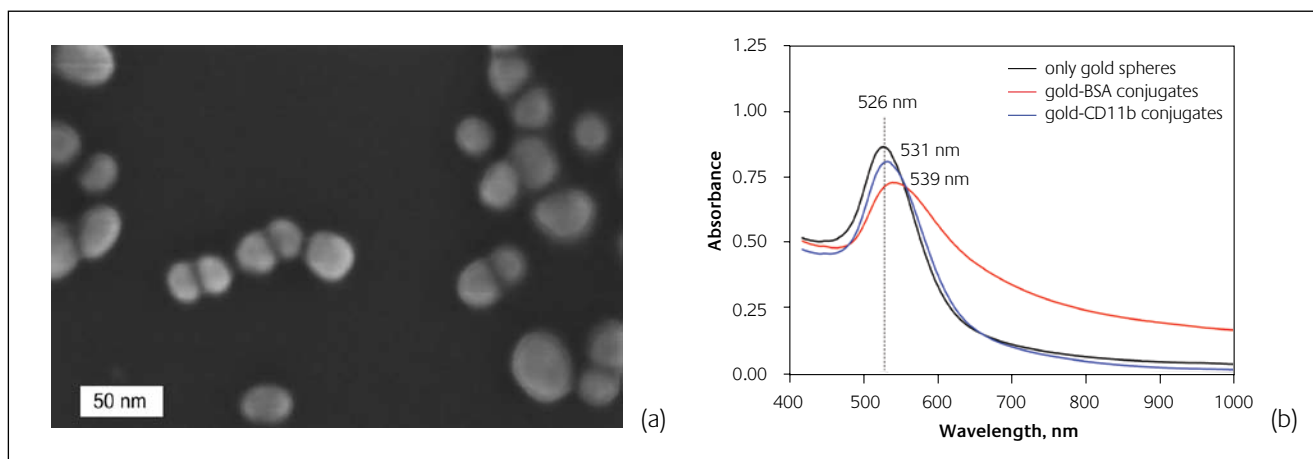 50 nm
(a)
1.25
1.00
0.75
0.50
0.25
0.00
Absorbance
400
500
600
700
800
900
1000
Wavelength, nm
526 nm
531 nm
539 nm
only gold spheres
gold-BSA conjugates
gold-CD11b conjugates
(b)